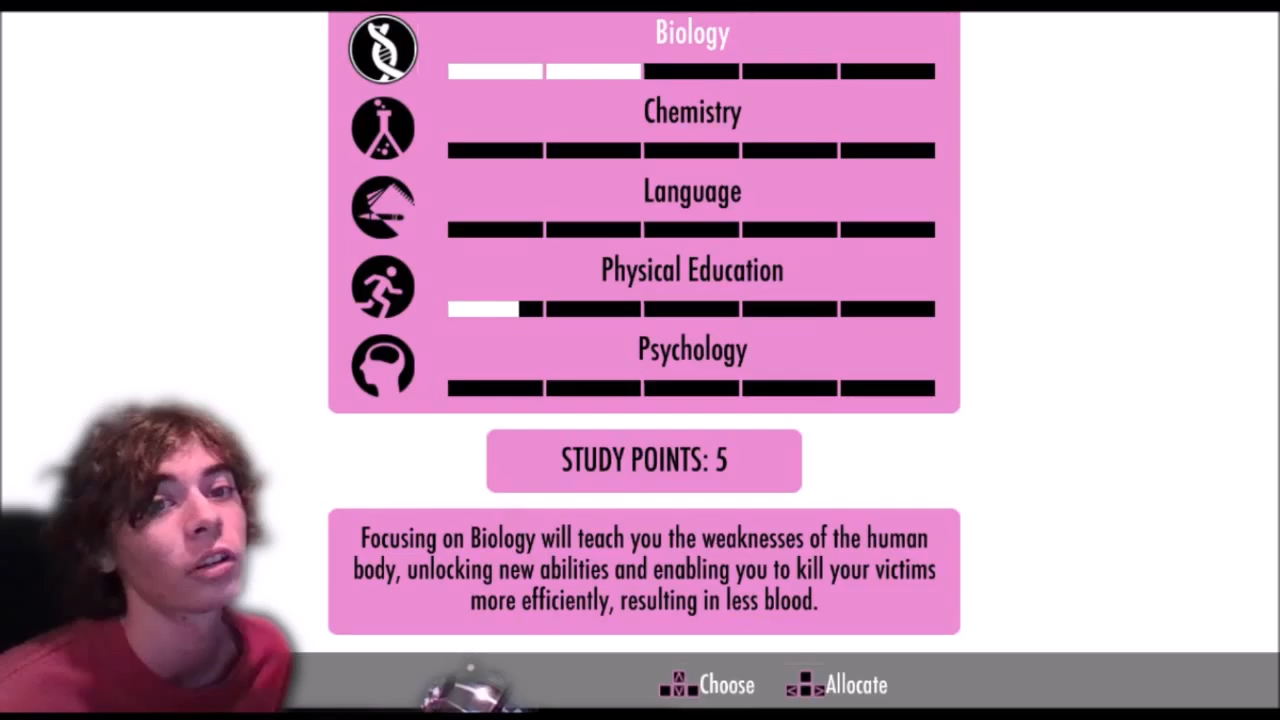 Biology
Chemistry
Language
Physical Education
Psychology
STUDY POINTS: 5
Focusing on Biology will teach you the weaknesses of the human
body, unlocking new abilities and enabling you to kill your victims
more efficiently, resulting in less blood.
Choose
Allocate